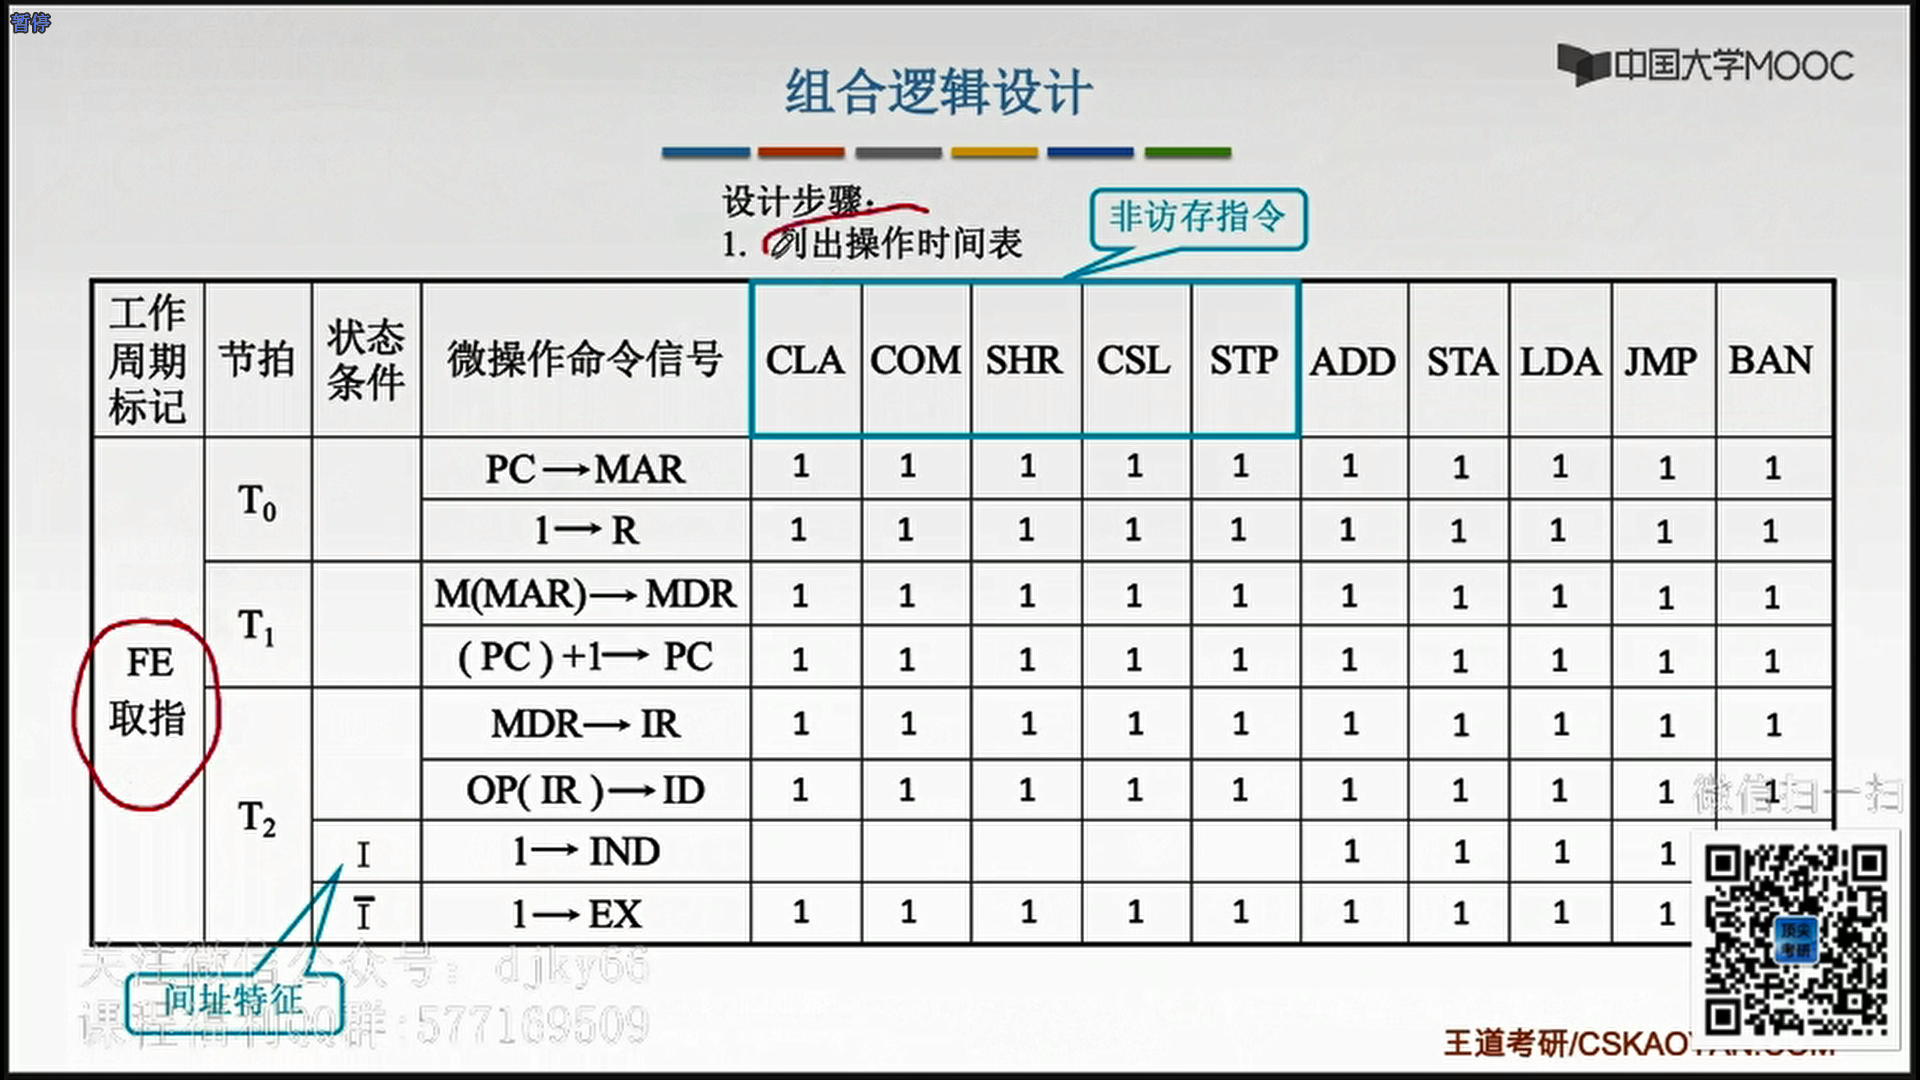 暂停
中国大学MOOC
组合逻辑设计
设计步骤:
1. 列出操作时间表
非访存指令
工作周期标记 节拍 状态条件 微操作命令信号 CLA COM SHR CSL STP ADD STA LDA JMP BAN
FE 取指
T0 PC→MAR 1 1 1 1 1 1 1 1 1 1
1→R 1 1 1 1 1 1 1 1 1 1
T1 M(MAR)→MDR 1 1 1 1 1 1 1 1 1 1
(PC)+1→PC 1 1 1 1 1 1 1 1 1 1
T2 MDR→IR 1 1 1 1 1 1 1 1 1 1
OP(IR)→ID 1 1 1 1 1 1 1 1 1 1
I 1→IND 1 1 1 1
Ī 1→EX 1 1 1 1 1 1 1 1 1
间址特征
微信扫一扫
顶尖考研
关注微信公众号：djky66
课程福利QQ群:577169509
王道考研/CSKAOYAN.COM